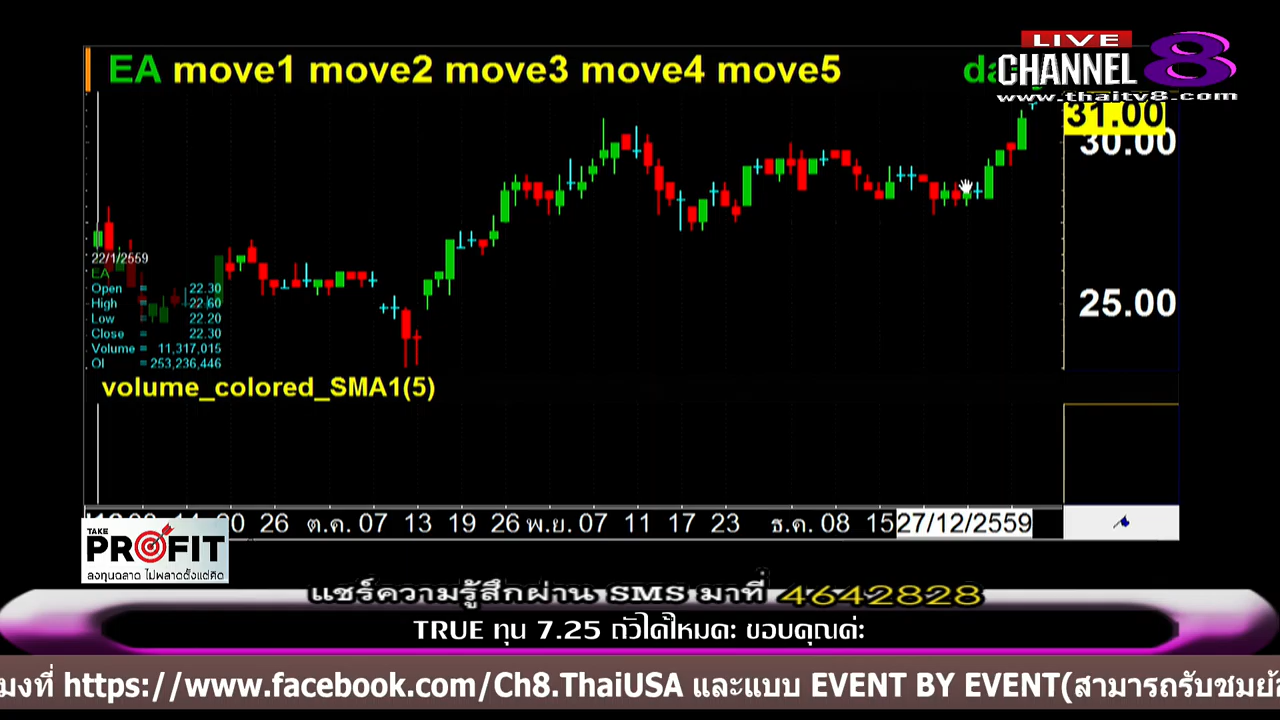 LIVE
CHANNEL 8
www.thaitv8.com
EA move1 move2 move3 move4 move5
31.00
30.00
25.00
22/1/2559
EA
Open = 22.30
High = 22.60
Low = 22.20
Close = 22.30
Volume = 11,317,015
OI = 253,236,446
volume_colored_SMA1(5)
20 26 ต.ค. 07 13 19 26 พ.ย. 07 11 17 23 ธ.ค. 08 15 27/12/2559
TAKE
PROFIT
ลงทุนฉลาด ไม่พลาดตั้งแต่คิด
แชร์ความรู้สึกผ่าน SMS มาที่ 4642828
TRUE ทุน 7.25 ถัวได้ไหมคะ ขอบคุณค่ะ
มงที่ https://www.facebook.com/Ch8.ThaiUSA และแบบ EVENT BY EVENT(สามารถรับชมย้